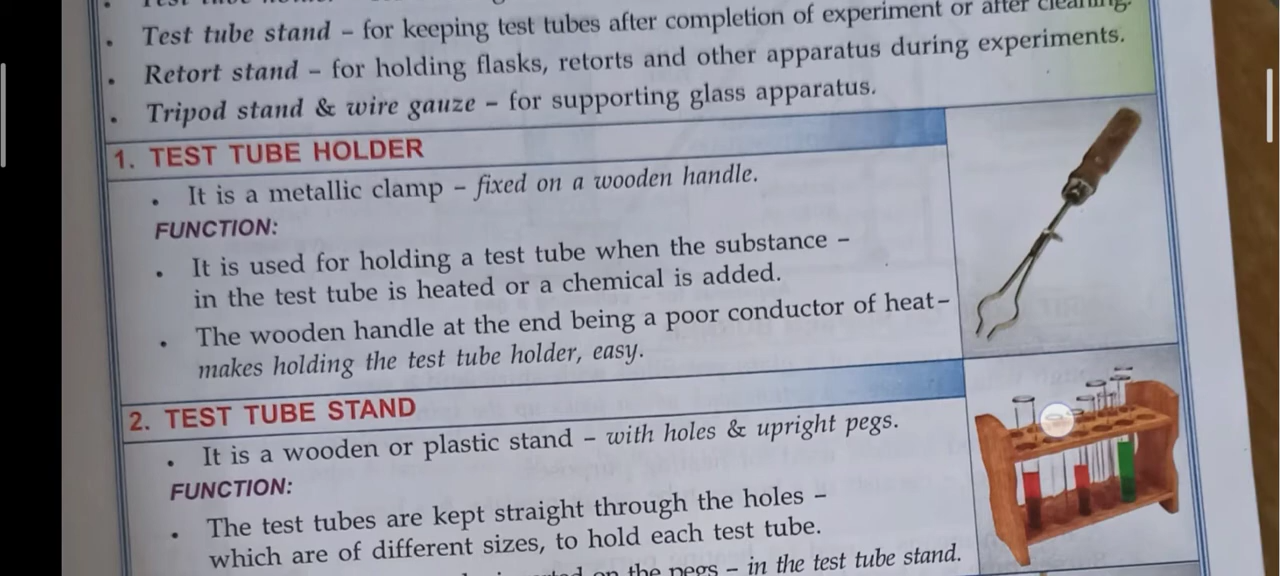 • Test tube stand – for keeping test tubes after completion of experiment or after cleaning.
• Retort stand – for holding flasks, retorts and other apparatus during experiments.
• Tripod stand & wire gauze – for supporting glass apparatus.
1. TEST TUBE HOLDER
• It is a metallic clamp – fixed on a wooden handle.
FUNCTION:
• It is used for holding a test tube when the substance –
in the test tube is heated or a chemical is added.
• The wooden handle at the end being a poor conductor of heat–
makes holding the test tube holder, easy.
2. TEST TUBE STAND
• It is a wooden or plastic stand – with holes & upright pegs.
FUNCTION:
• The test tubes are kept straight through the holes –
which are of different sizes, to hold each test tube.
on the pegs – in the test tube stand.